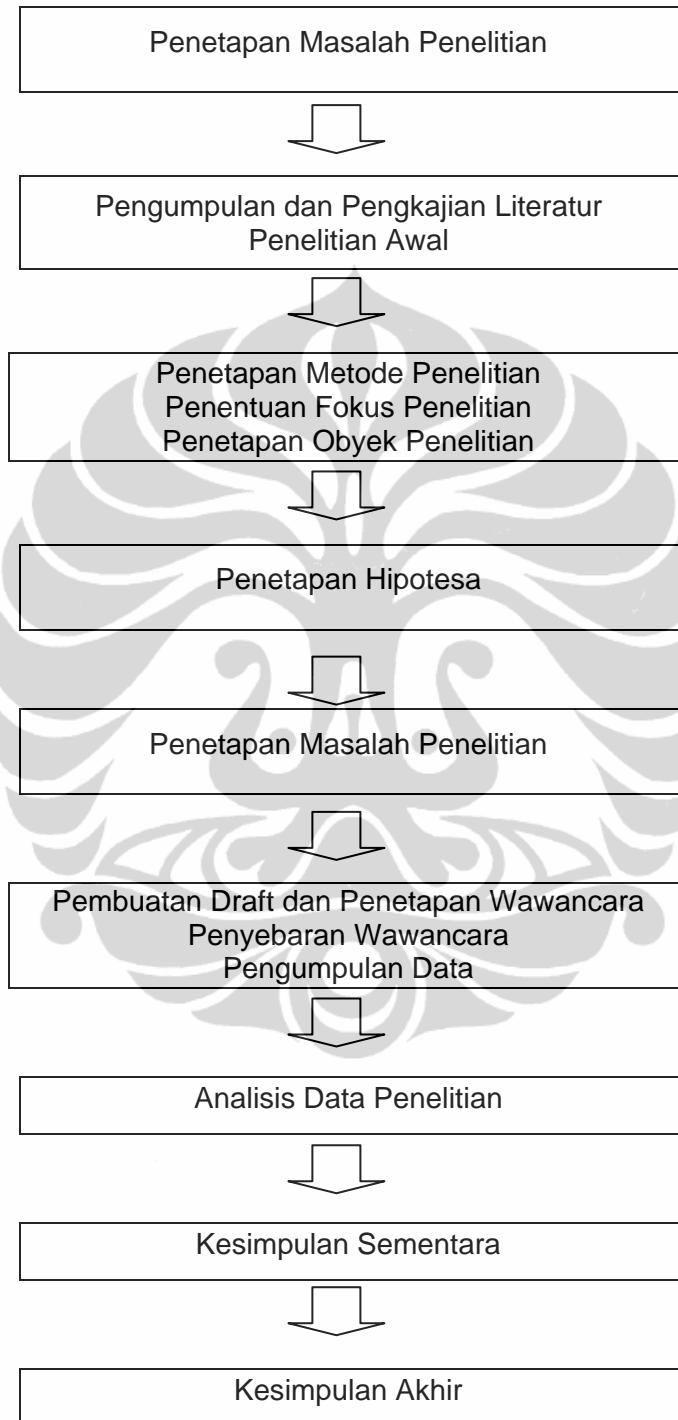 Penetapan Masalah Penelitian
Pengumpulan dan Pengkajian Literatur
Penelitian Awal
Penetapan Metode Penelitian
Penentuan Fokus Penelitian
Penetapan Obyek Penelitian
Penetapan Hipotesa
Penetapan Masalah Penelitian
Pembuatan Draft dan Penetapan Wawancara
Penyebaran Wawancara
Pengumpulan Data
Analisis Data Penelitian
Kesimpulan Sementara
Kesimpulan Akhir